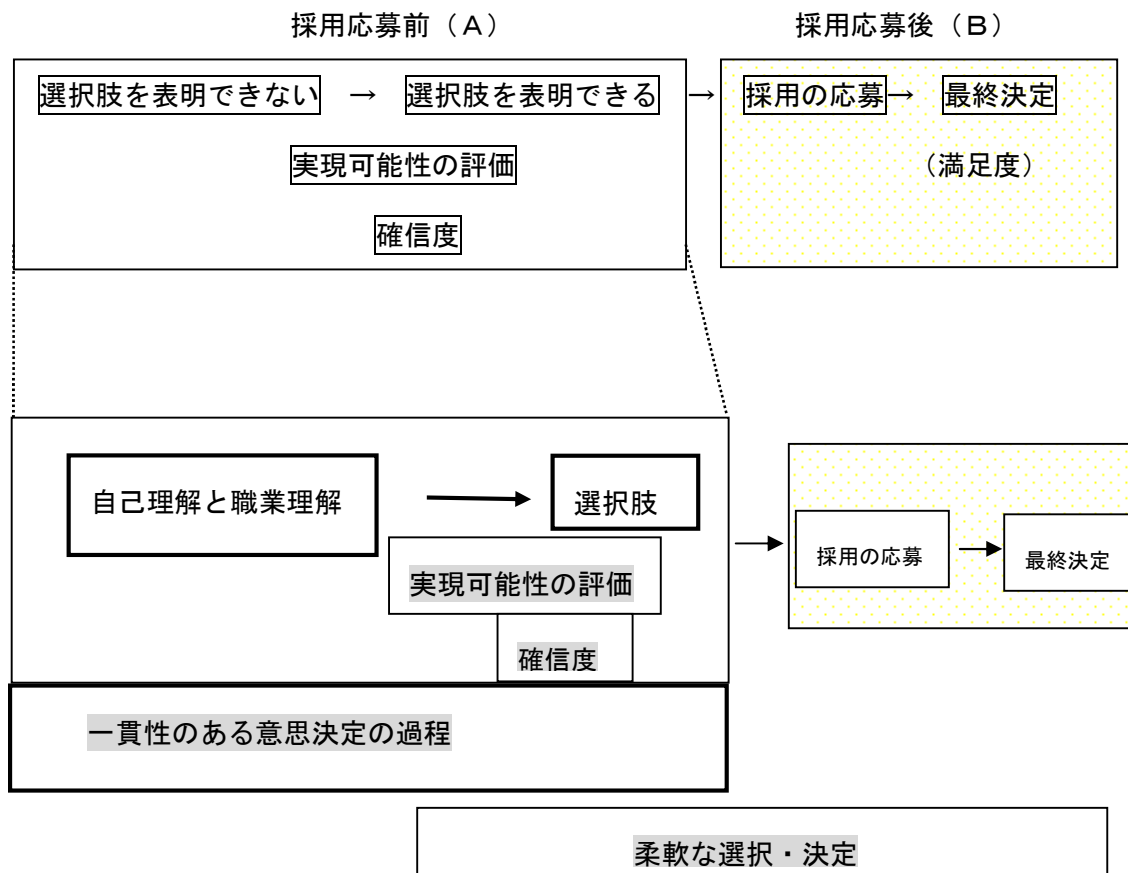 採用応募前（Ａ）　採用応募後（Ｂ）
選択肢を表明できない → 選択肢を表明できる → 採用の応募 → 最終決定
実現可能性の評価　（満足度）
確信度
自己理解と職業理解　選択肢
採用の応募　最終決定
実現可能性の評価
確信度
一貫性のある意思決定の過程
柔軟な選択・決定